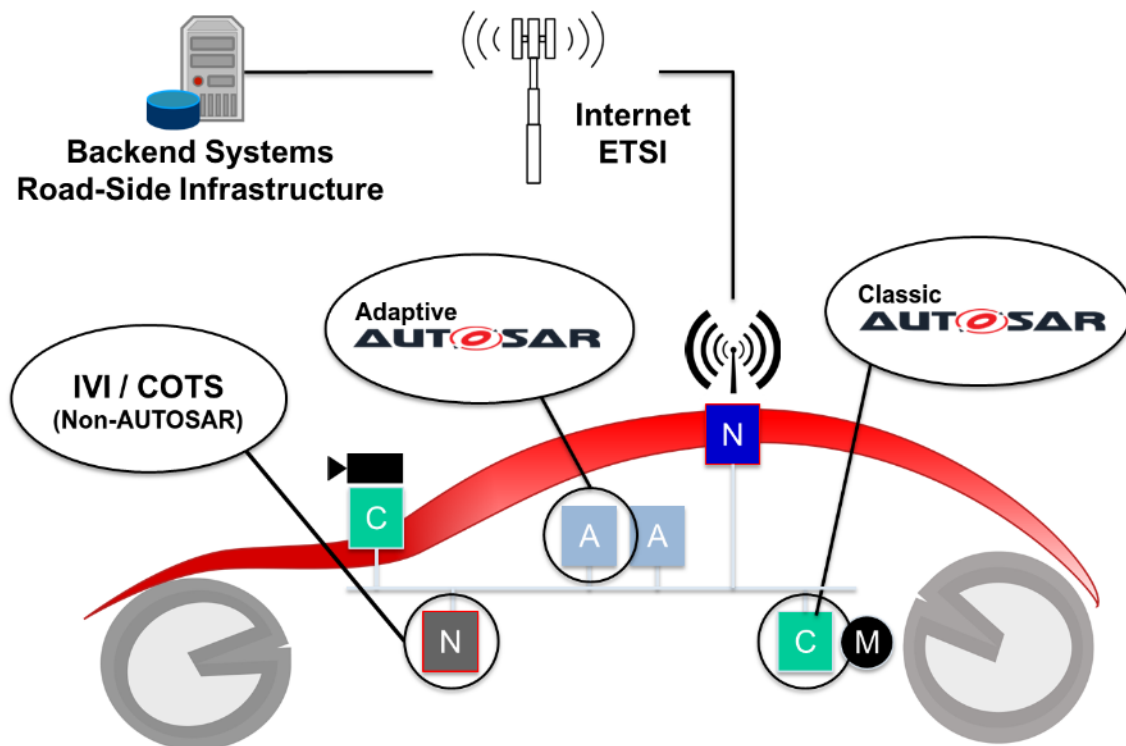 Backend Systems
Road-Side Infrastructure
Internet
ETSI
Adaptive
AUTOSAR
Classic
AUTOSAR
IVI / COTS
(Non-AUTOSAR)
N
C
A
A
N
C
M